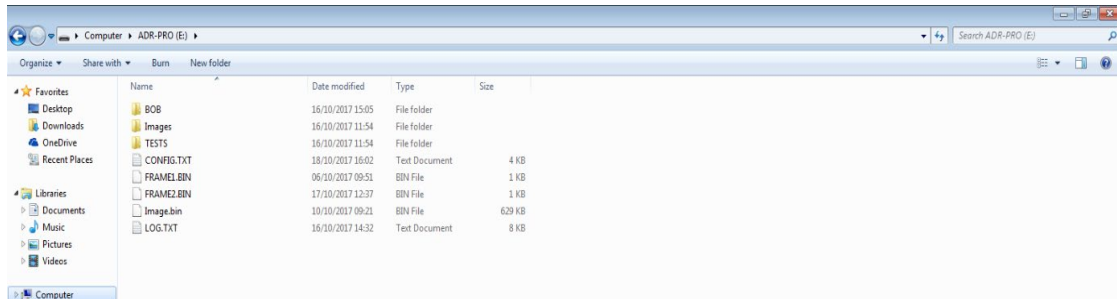 Computer ADR-PRO (E:)
Search ADR-PRO (E:)
Organize Share with Burn New folder
Favorites
Desktop
Downloads
OneDrive
Recent Places
Libraries
Documents
Music
Pictures
Videos
Computer
Name Date modified Type Size
BOB 16/10/2017 15:05 File folder
Images 16/10/2017 11:54 File folder
TESTS 16/10/2017 11:54 File folder
CONFIG.TXT 18/10/2017 16:02 Text Document 4 KB
FRAME1.BIN 06/10/2017 09:51 BIN File 1 KB
FRAME2.BIN 17/10/2017 12:37 BIN File 1 KB
Image.bin 10/10/2017 09:21 BIN File 629 KB
LOG.TXT 16/10/2017 14:32 Text Document 8 KB